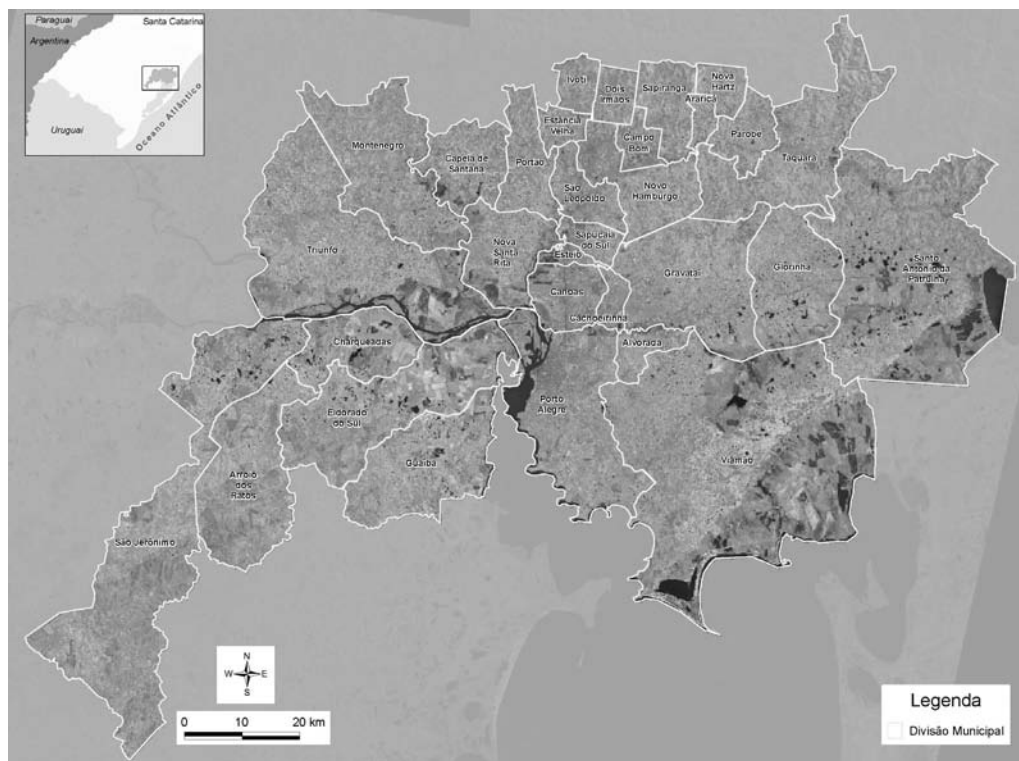 Paraguai
Santa Catarina
Argentina
Uruguai
Oceano Atlântico
Ivoti
Dois
Irmãos
Sapiranga
Nova
Hartz
Araricá
Estância
Velha
Campo
Bom
Parobé
Montenegro
Capela de
Santana
Portão
Taquara
São
Leopoldo
Novo
Hamburgo
Triunfo
Nova
Santa
Rita
Sapucaia
do Sul
Esteio
Gravataí
Glorinha
Santo
Antônio da
Patrulha
Canoas
Cachoeirinha
Charqueadas
Alvorada
Eldorado
do Sul
Porto
Alegre
Guaíba
Viamão
Arroio
dos
Ratos
São Jerônimo
N
W E
S
0 10 20 km
Legenda
Divisão Municipal